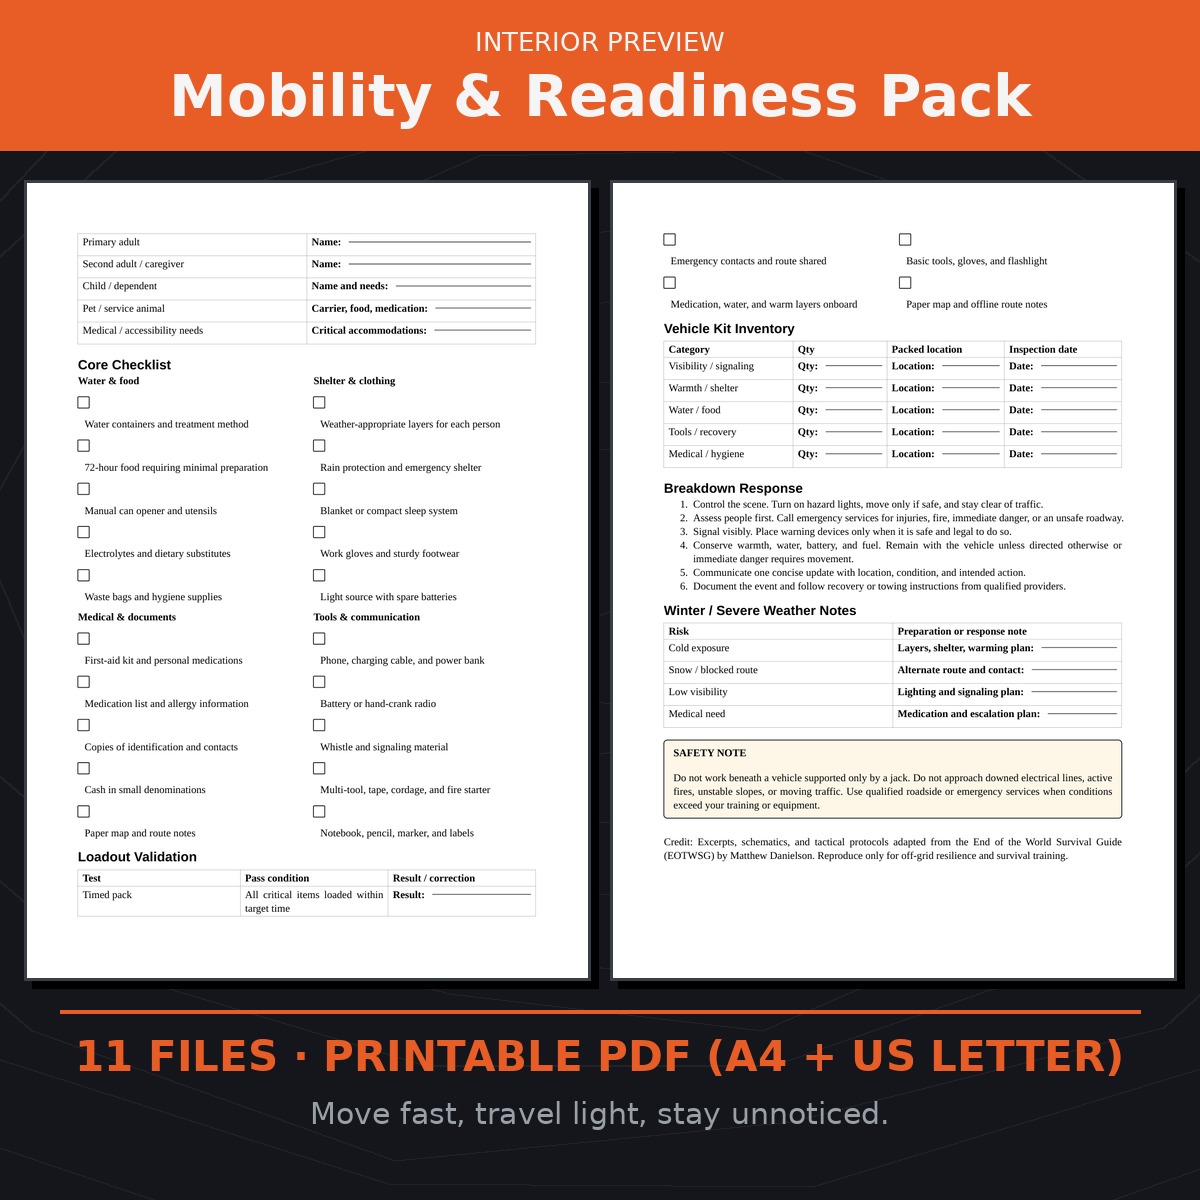 INTERIOR PREVIEW
Mobility & Readiness Pack
Primary adult Name:
Second adult / caregiver Name:
Child / dependent Name and needs:
Pet / service animal Carrier, food, medication:
Medical / accessibility needs Critical accommodations:
Core Checklist
Water & food Shelter & clothing
Water containers and treatment method Weather-appropriate layers for each person
72-hour food requiring minimal preparation Rain protection and emergency shelter
Manual can opener and utensils Blanket or compact sleep system
Electrolytes and dietary substitutes Work gloves and sturdy footwear
Waste bags and hygiene supplies Light source with spare batteries
Medical & documents Tools & communication
First-aid kit and personal medications Phone, charging cable, and power bank
Medication list and allergy information Battery or hand-crank radio
Copies of identification and contacts Whistle and signaling material
Cash in small denominations Multi-tool, tape, cordage, and fire starter
Paper map and route notes Notebook, pencil, marker, and labels
Loadout Validation
Test Pass condition Result / correction
Timed pack All critical items loaded within Result:
target time
Emergency contacts and route shared Basic tools, gloves, and flashlight
Medication, water, and warm layers onboard Paper map and offline route notes
Vehicle Kit Inventory
Category Qty Packed location Inspection date
Visibility / signaling Qty: Location: Date:
Warmth / shelter Qty: Location: Date:
Water / food Qty: Location: Date:
Tools / recovery Qty: Location: Date:
Medical / hygiene Qty: Location: Date:
Breakdown Response
1. Control the scene. Turn on hazard lights, move only if safe, and stay clear of traffic.
2. Assess people first. Call emergency services for injuries, fire, immediate danger, or an unsafe roadway.
3. Signal visibly. Place warning devices only when it is safe and legal to do so.
4. Conserve warmth, water, battery, and fuel. Remain with the vehicle unless directed otherwise or
immediate danger requires movement.
5. Communicate one concise update with location, condition, and intended action.
6. Document the event and follow recovery or towing instructions from qualified providers.
Winter / Severe Weather Notes
Risk Preparation or response note
Cold exposure Layers, shelter, warming plan:
Snow / blocked route Alternate route and contact:
Low visibility Lighting and signaling plan:
Medical need Medication and escalation plan:
SAFETY NOTE
Do not work beneath a vehicle supported only by a jack. Do not approach downed electrical lines, active
fires, unstable slopes, or moving traffic. Use qualified roadside or emergency services when conditions
exceed your training or equipment.
Credit: Excerpts, schematics, and tactical protocols adapted from the End of the World Survival Guide
(EOTWSG) by Matthew Danielson. Reproduce only for off-grid resilience and survival training.
11 FILES · PRINTABLE PDF (A4 + US LETTER)
Move fast, travel light, stay unnoticed.